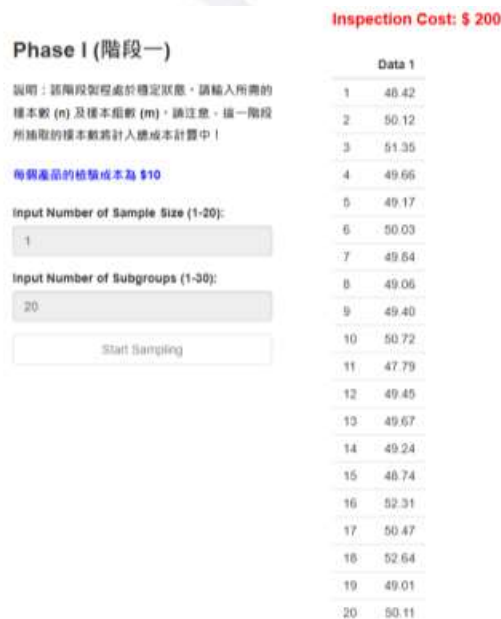 Inspection Cost: $ 200
Phase I (階段一)
說明：該階段製程處於穩定狀態，請輸入所需的
樣本數 (n) 及樣本組數 (m)，請注意，這一階段
所抽取的樣本數將計入總成本計算中！
每個產品的檢驗成本為 $10
Input Number of Sample Size (1-20):
1
Input Number of Subgroups (1-30):
20
Start Sampling
Data 1
1 48.42
2 50.12
3 51.35
4 49.66
5 49.17
6 50.03
7 49.64
8 49.06
9 49.40
10 50.72
11 47.79
12 49.45
13 49.67
14 49.24
15 48.74
16 52.31
17 50.47
18 52.64
19 49.01
20 50.11